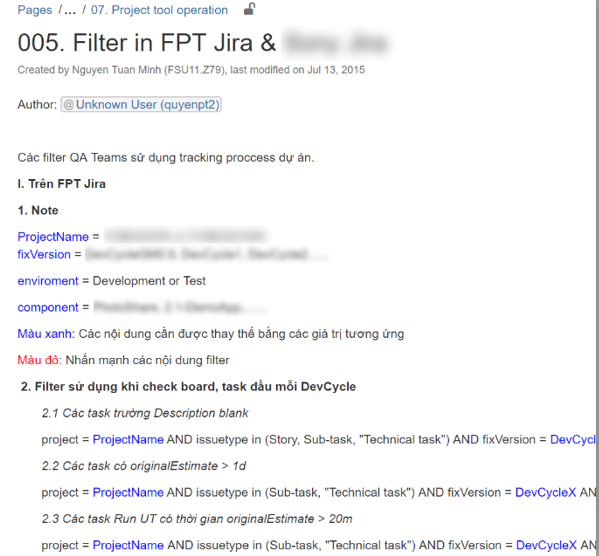 Pages / ... / 07. Project tool operation
005. Filter in FPT Jira &
Created by Nguyen Tuan Minh (FSU11.Z79), last modified on Jul 13, 2015
Author: @Unknown User (quyenpt2)
Các filter QA Teams sử dụng tracking proccess dự án.
I. Trên FPT Jira
1. Note
ProjectName =
fixVersion =
enviroment = Development or Test
component =
Màu xanh: Các nội dung cần được thay thế bằng các giá trị tương ứng
Màu đỏ: Nhấn mạnh các nội dung filter
2. Filter sử dụng khi check board, task dầu mỗi DevCycle
2.1 Các task trường Description blank
project = ProjectName AND issuetype in (Story, Sub-task, "Technical task") AND fixVersion = DevCycl
2.2 Các task có originalEstimate > 1d
project = ProjectName AND issuetype in (Sub-task, "Technical task") AND fixVersion = DevCycleX AN
2.3 Các task Run UT có thời gian originalEstimate > 20m
project = ProjectName AND issuetype in (Sub-task, "Technical task") AND fixVersion = DevCycleX AN